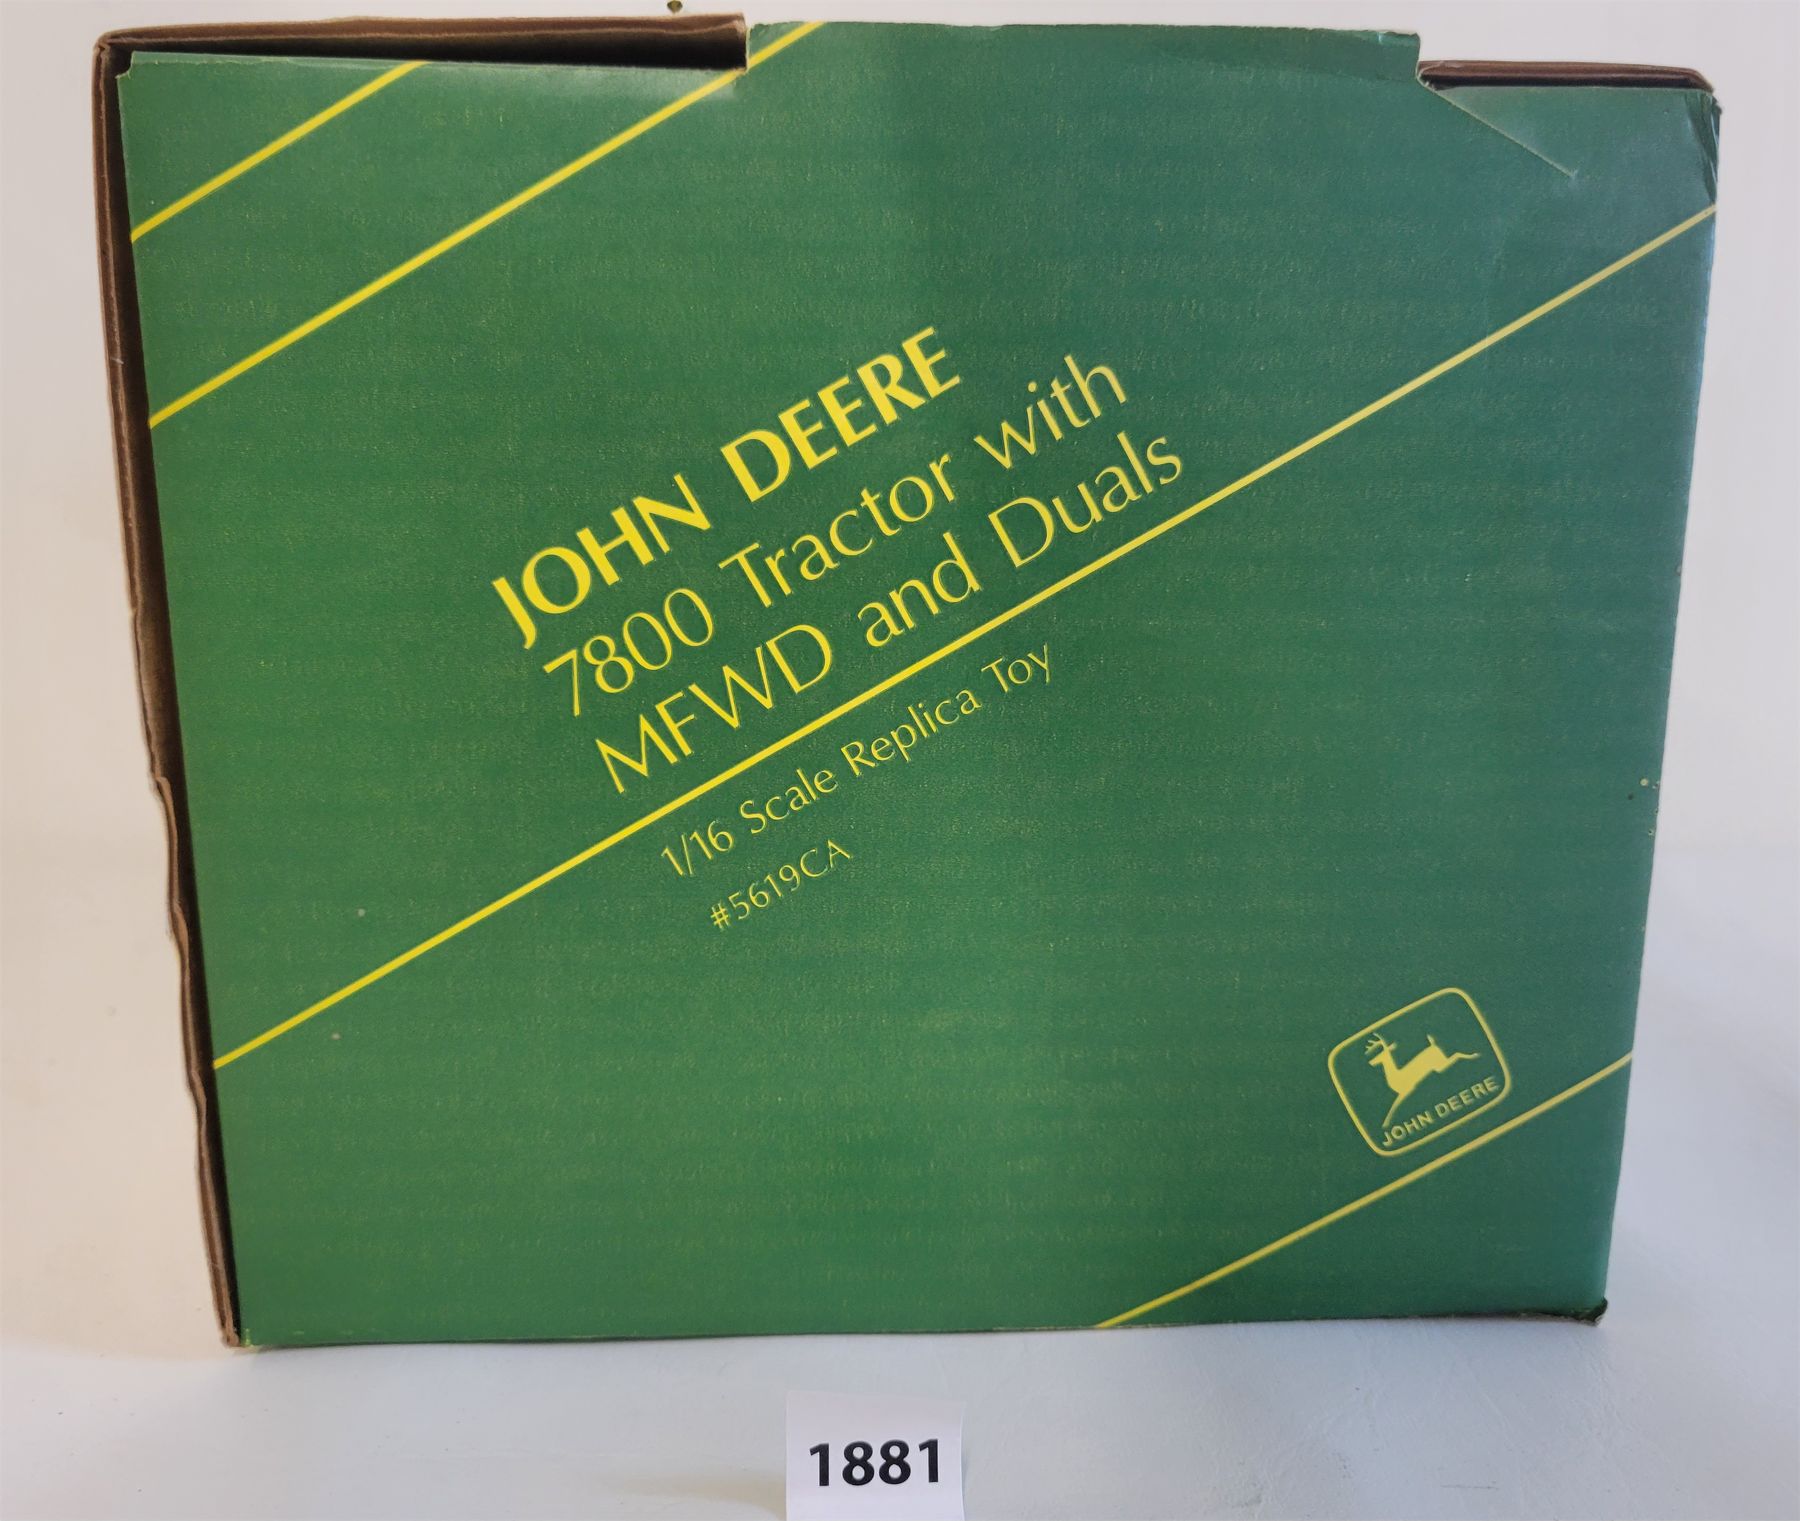 JOHN DEERE
7800 Tractor with
MFWD and Duals
1/16 Scale Replica Toy
#5619CA
JOHN DEERE
1881